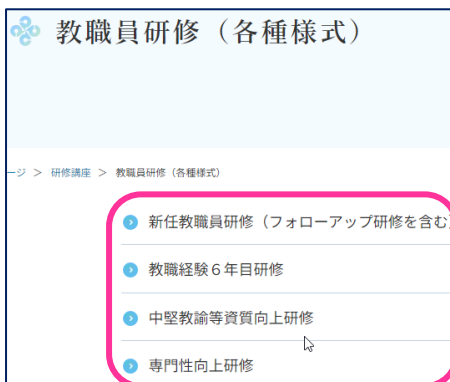 教職員研修（各種様式）
ージ ＞ 研修講座 ＞ 教職員研修（各種様式）
新任教職員研修（フォローアップ研修を含む）
教職経験６年目研修
中堅教諭等資質向上研修
専門性向上研修